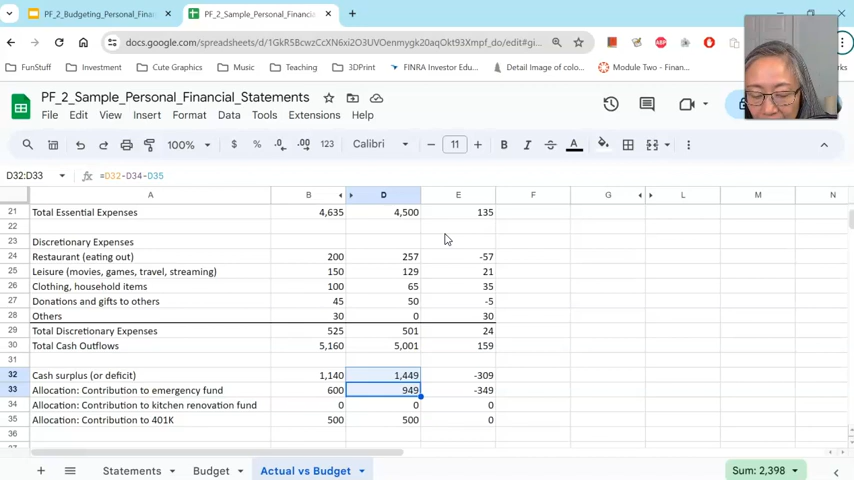 PF_2_Budgeting_Personal_Finan
PF_2_Sample_Personal_Financi
docs.google.com/spreadsheets/d/1GkR5BcwzCcXN6xi2O3UVOenmygk20aqOkt93Xmpf_do/edit#gi
FunStuff Investment Cute Graphics Music Teaching 3DPrint FINRA Investor Edu... Detail Image of colo... Module Two - Finan...
PF_2_Sample_Personal_Financial_Statements
File Edit View Insert Format Data Tools Extensions Help
100% $ % .0 .00 123 Calibri 11 B I A
D32:D33 =D32-D34-D35
A B D E F G L M N
21 Total Essential Expenses 4,635 4,500 135
22
23 Discretionary Expenses
24 Restaurant (eating out) 200 257 -57
25 Leisure (movies, games, travel, streaming) 150 129 21
26 Clothing, household items 100 65 35
27 Donations and gifts to others 45 50 -5
28 Others 30 0 30
29 Total Discretionary Expenses 525 501 24
30 Total Cash Outflows 5,160 5,001 159
31
32 Cash surplus (or deficit) 1,140 1,449 -309
33 Allocation: Contribution to emergency fund 600 949 -349
34 Allocation: Contribution to kitchen renovation fund 0 0 0
35 Allocation: Contribution to 401K 500 500 0
36
Statements Budget Actual vs Budget Sum: 2,398